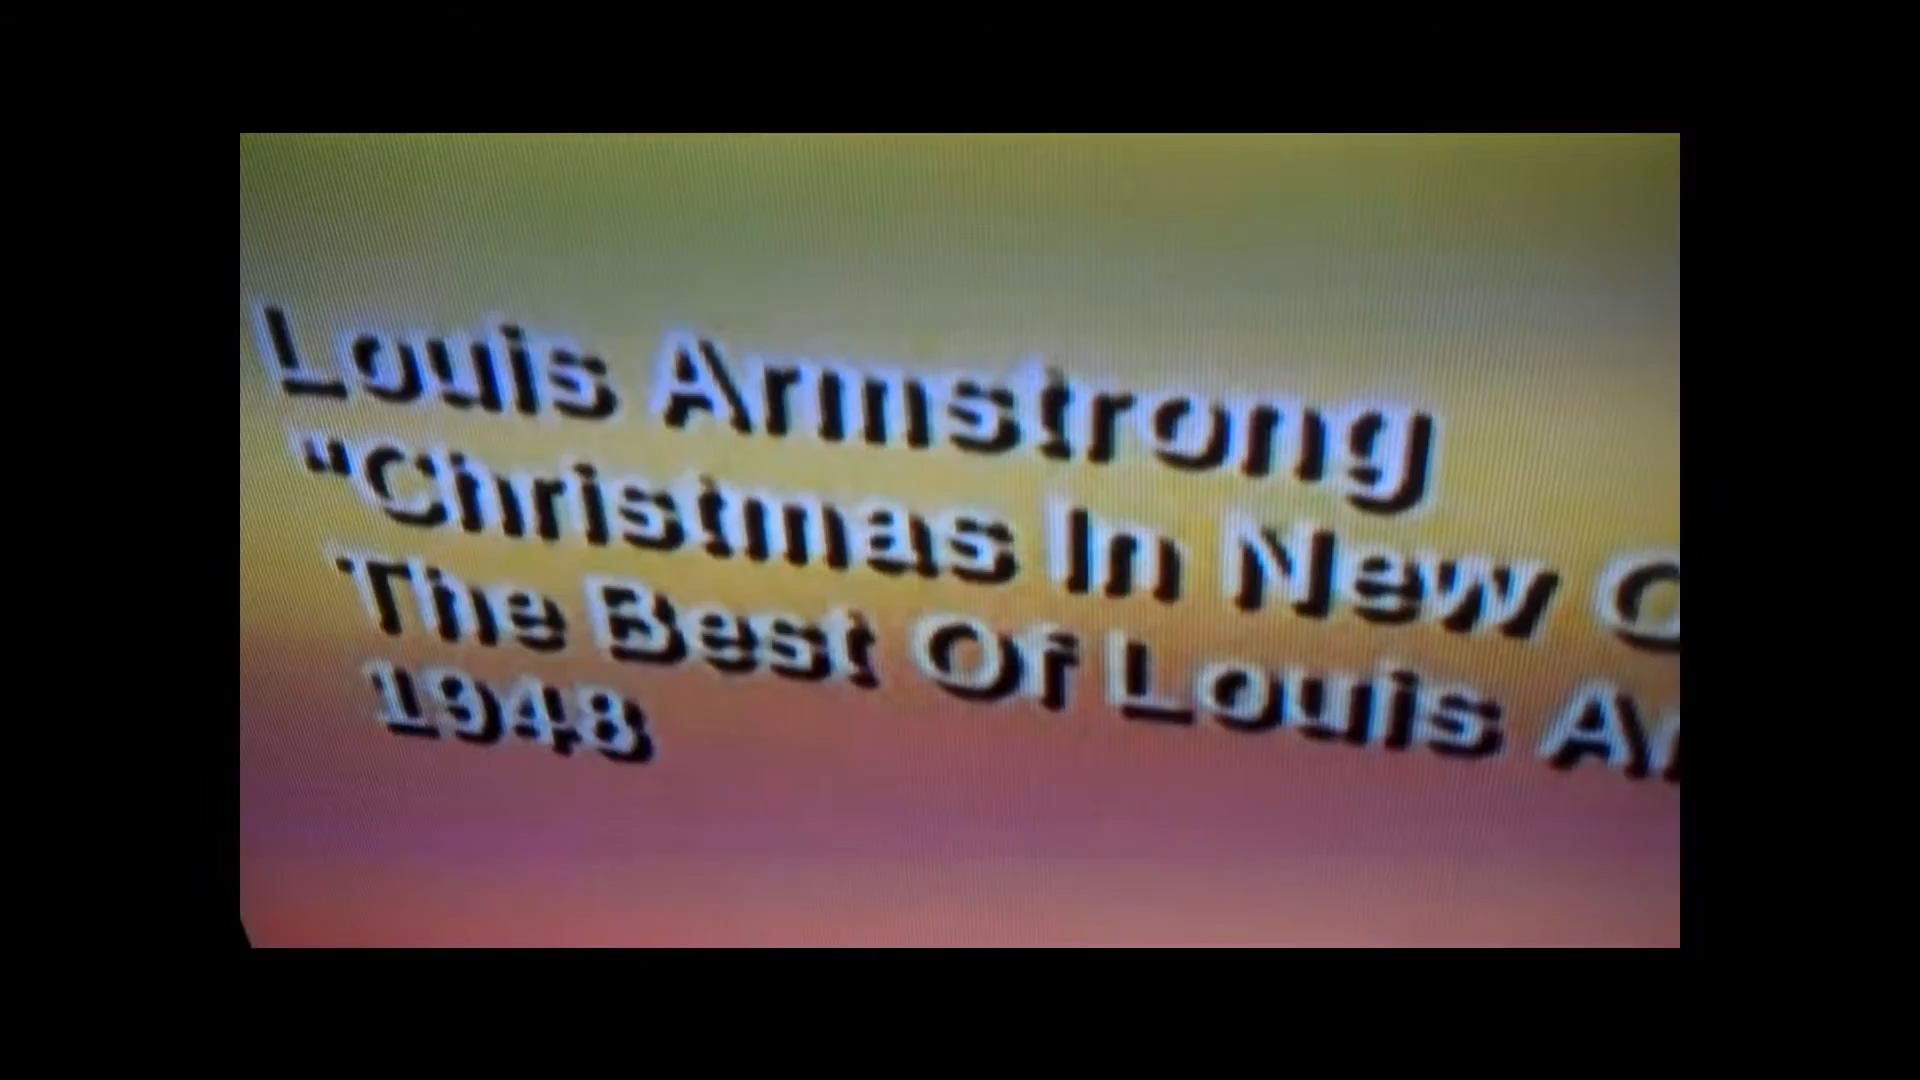 Louis Armstrong
"Christmas In New
The Best Of Louis
1948